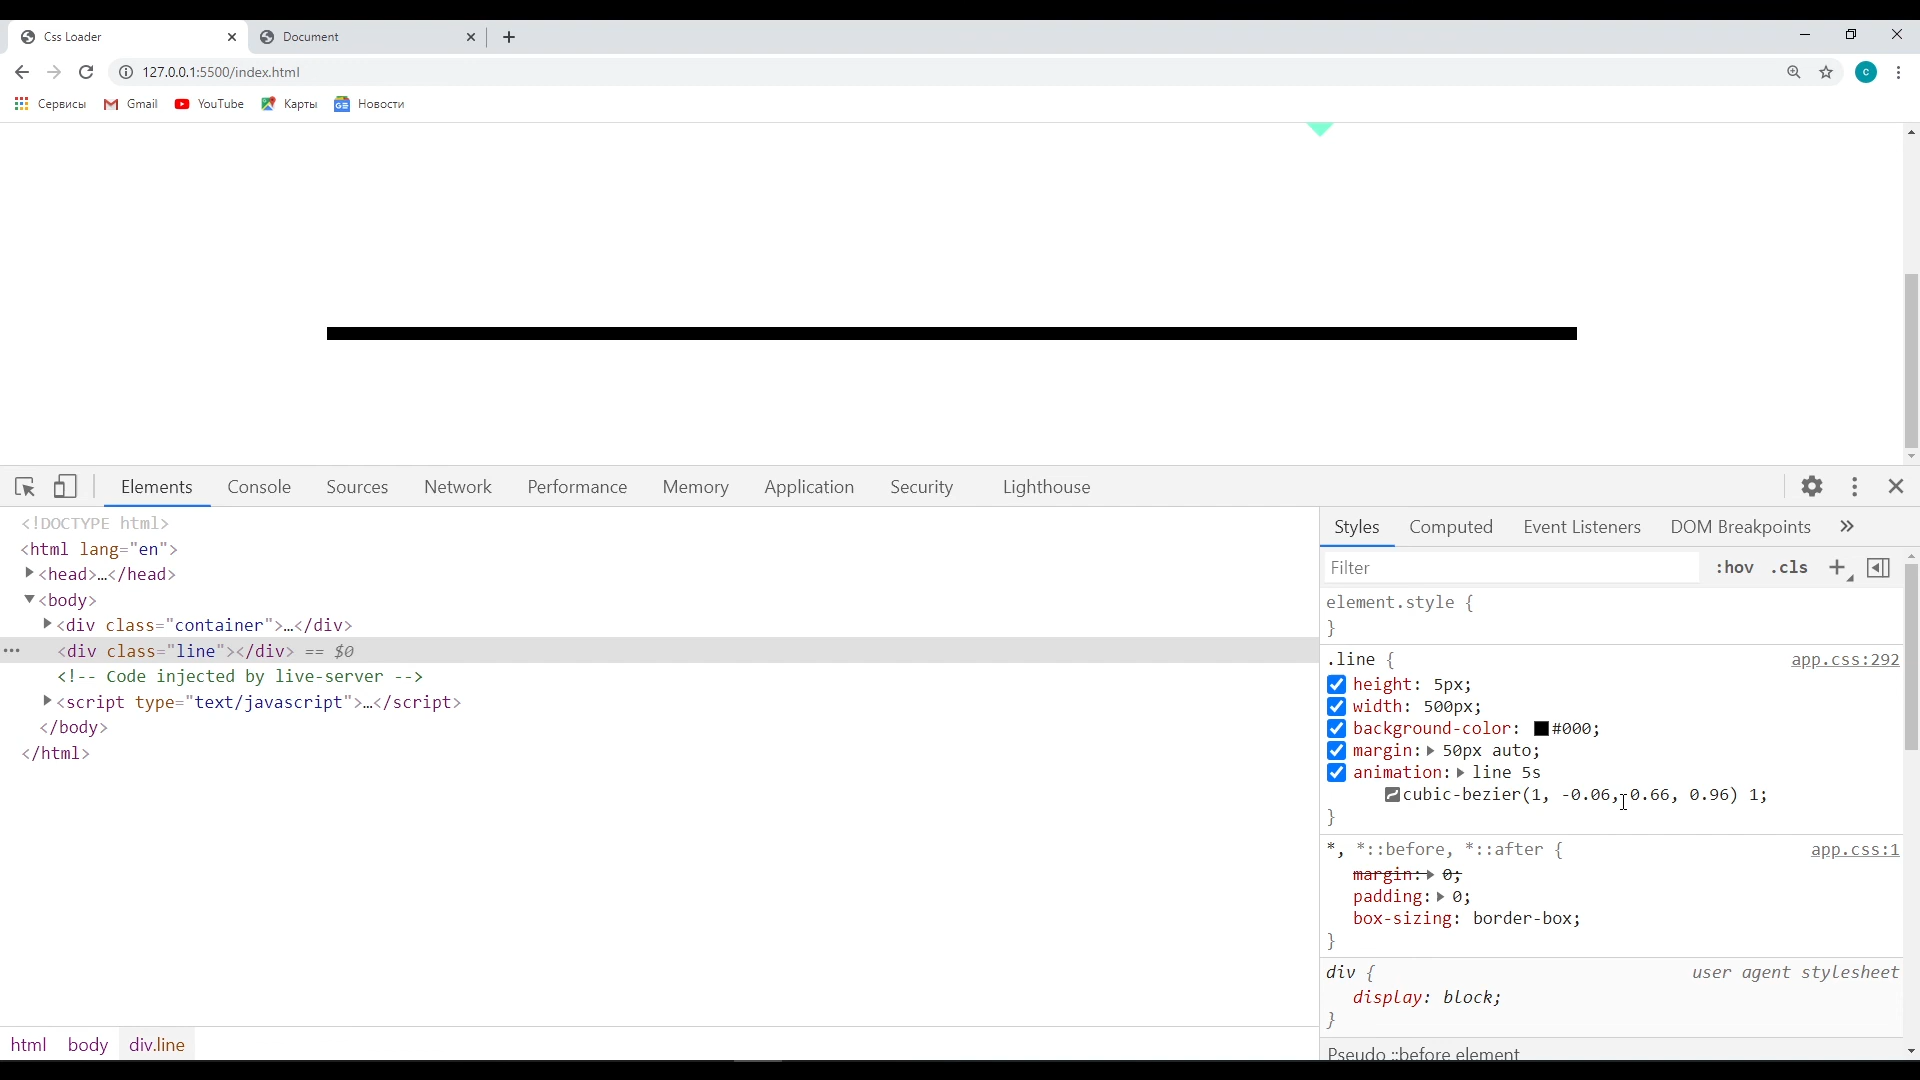 Css Loader
Document
127.0.0.1:5500/index.html
c
Сервисы
Gmail
YouTube
Карты
Новости
Elements
Console
Sources
Network
Performance
Memory
Application
Security
Lighthouse
<!DOCTYPE html>
<html lang="en">
<head>…</head>
<body>
<div class="container">…</div>
<div class="line"></div> == $0
<!-- Code injected by live-server -->
<script type="text/javascript">…</script>
</body>
</html>
html body div.line
Styles
Computed
Event Listeners
DOM Breakpoints
Filter
:hov .cls
element.style {
}
.line { app.css:292
height: 5px;
width: 500px;
background-color: #000;
margin: 50px auto;
animation: line 5s
cubic-bezier(1, -0.06, 0.66, 0.96) 1;
}
*, *::before, *::after { app.css:1
margin: 0;
padding: 0;
box-sizing: border-box;
}
div { user agent stylesheet
display: block;
}
Pseudo ::before element